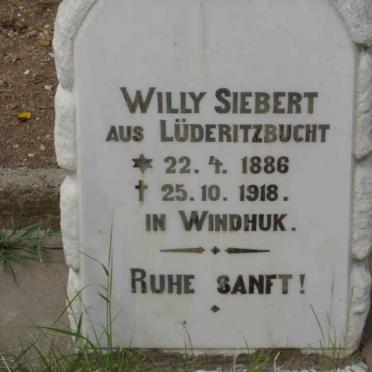 WILLY SIEBERT
AUS LÜDERITZBUCHT
✶ 22. 4. 1886
† 25. 10. 1918.
IN WINDHUK.
RUHE SANFT!